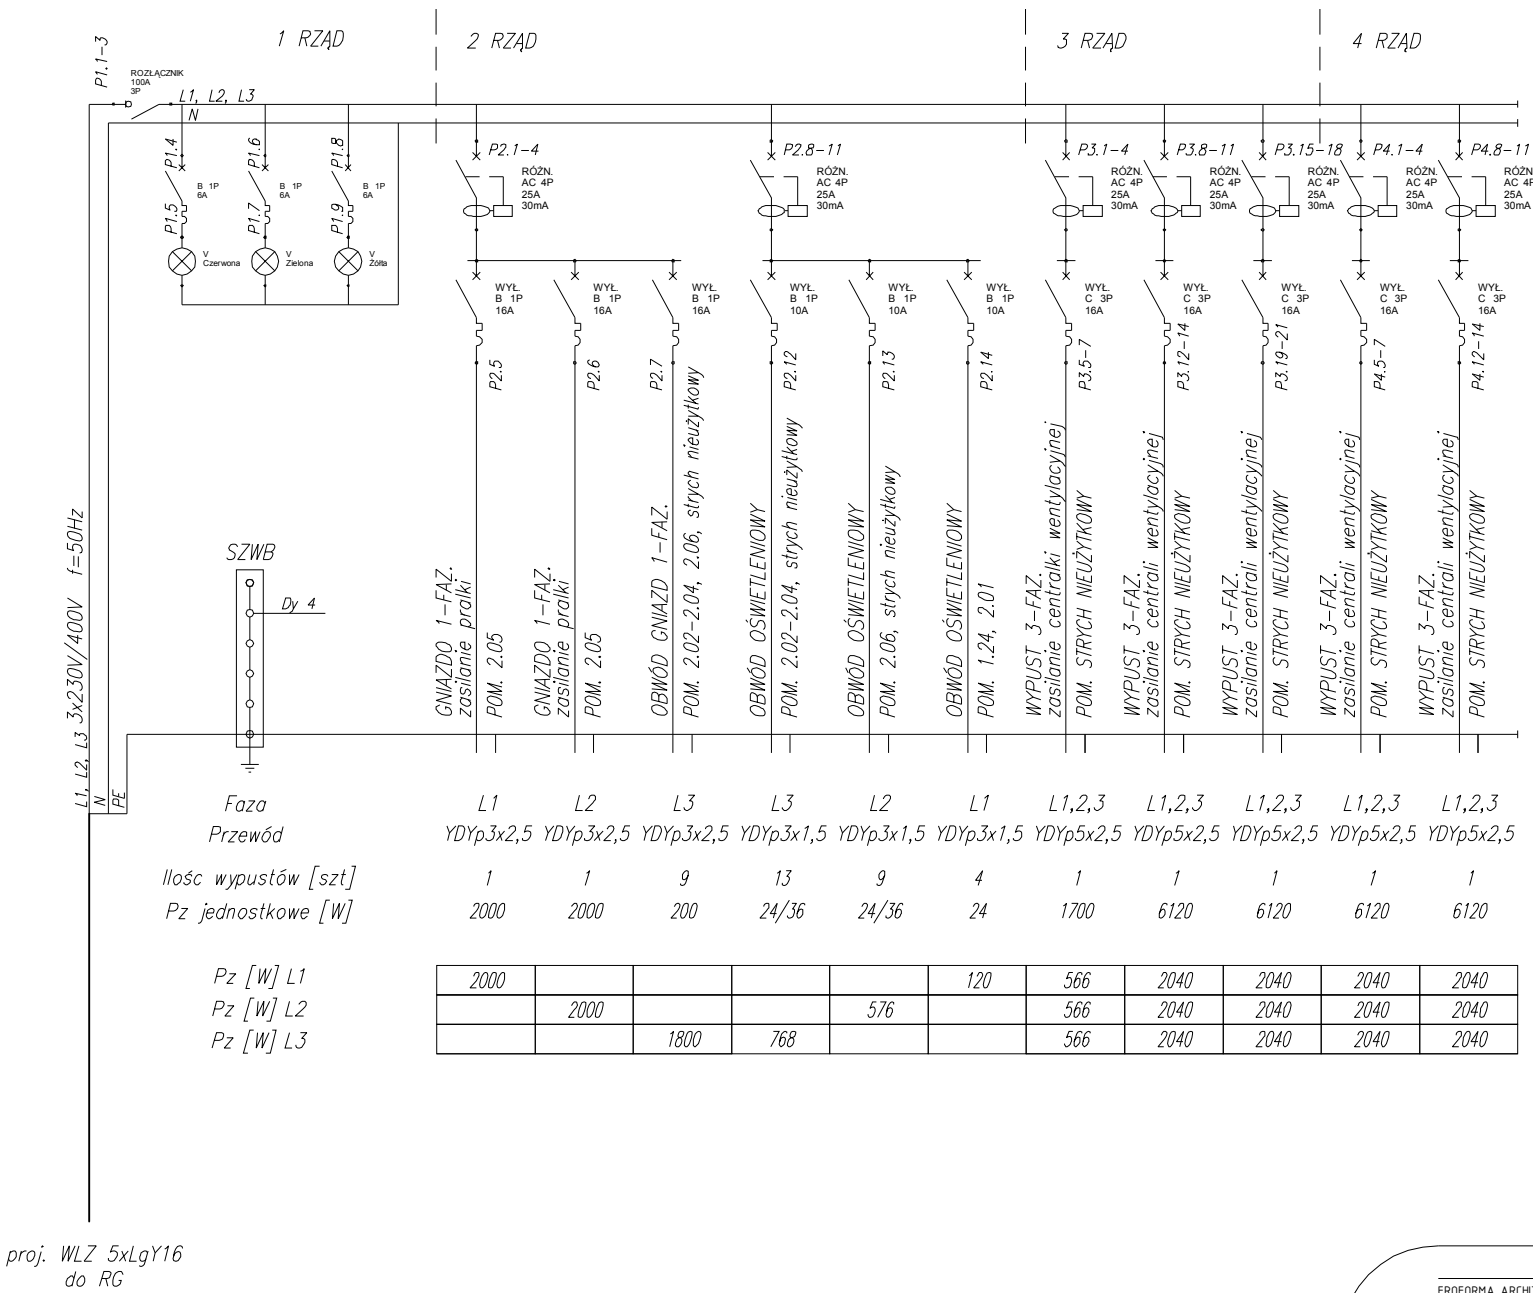 1 RZĄD
2 RZĄD
3 RZĄD
4 RZĄD
P1.1-3
ROZŁĄCZNIK
100A
3P
L1, L2, L3
N
P1.4
P1.6
P1.8
B 1P
6A
B 1P
6A
B 1P
6A
P1.5
P1.7
P1.9
V
Czerwona
V
Zielona
V
Żółta
P2.1-4
RÓŻN.
AC 4P
25A
30mA
P2.8-11
RÓŻN.
AC 4P
25A
30mA
P3.1-4
RÓŻN.
AC 4P
25A
30mA
P3.8-11
RÓŻN.
AC 4P
25A
30mA
P3.15-18
RÓŻN.
AC 4P
25A
30mA
P4.1-4
RÓŻN.
AC 4P
25A
30mA
P4.8-11
RÓŻN
AC 4P
25A
30mA
WYŁ.
B 1P
16A
WYŁ.
B 1P
16A
WYŁ.
B 1P
16A
WYŁ.
B 1P
10A
WYŁ.
B 1P
10A
WYŁ.
B 1P
10A
WYŁ.
C 3P
16A
WYŁ.
C 3P
16A
WYŁ.
C 3P
16A
WYŁ.
C 3P
16A
WYŁ.
C 3P
16A
P2.5
P2.6
P2.7
P2.12
P2.13
P2.14
P3.5-7
P3.12-14
P3.19-21
P4.5-7
P4.12-14
GNIAZDO 1-FAZ.
zasilanie pralki
POM. 2.05
GNIAZDO 1-FAZ.
zasilanie pralki
POM. 2.05
OBWÓD GNIAZD 1-FAZ.
POM. 2.02-2.04, 2.06, strych nieużytkowy
OBWÓD OŚWIETLENIOWY
POM. 2.02-2.04, strych nieużytkowy
OBWÓD OŚWIETLENIOWY
POM. 2.06, strych nieużytkowy
OBWÓD OŚWIETLENIOWY
POM. 1.24, 2.01
WYPUST 3-FAZ.
zasilanie centralki wentylacyjnej
POM. STRYCH NIEUŻYTKOWY
WYPUST 3-FAZ.
zasilanie centrali wentylacyjnej
POM. STRYCH NIEUŻYTKOWY
WYPUST 3-FAZ.
zasilanie centrali wentylacyjnej
POM. STRYCH NIEUŻYTKOWY
WYPUST 3-FAZ.
zasilanie centrali wentylacyjnej
POM. STRYCH NIEUŻYTKOWY
WYPUST 3-FAZ.
zasilanie centrali wentylacyjnej
POM. STRYCH NIEUŻYTKOWY
SZWB
Dy 4
L1, L2, L3 3x230V/400V f=50Hz
N
PE
Faza L1 L2 L3 L3 L2 L1 L1,2,3 L1,2,3 L1,2,3 L1,2,3 L1,2,3
Przewód YDYp3x2,5 YDYp3x2,5 YDYp3x2,5 YDYp3x1,5 YDYp3x1,5 YDYp3x1,5 YDYp5x2,5 YDYp5x2,5 YDYp5x2,5 YDYp5x2,5 YDYp5x2,5
Ilośc wypustów [szt] 1 1 9 13 9 4 1 1 1 1 1
Pz jednostkowe [W] 2000 2000 200 24/36 24/36 24 1700 6120 6120 6120 6120
Pz [W] L1 2000 120 566 2040 2040 2040 2040
Pz [W] L2 2000 576 566 2040 2040 2040 2040
Pz [W] L3 1800 768 566 2040 2040 2040 2040
proj. WLZ 5xLgY16
do RG